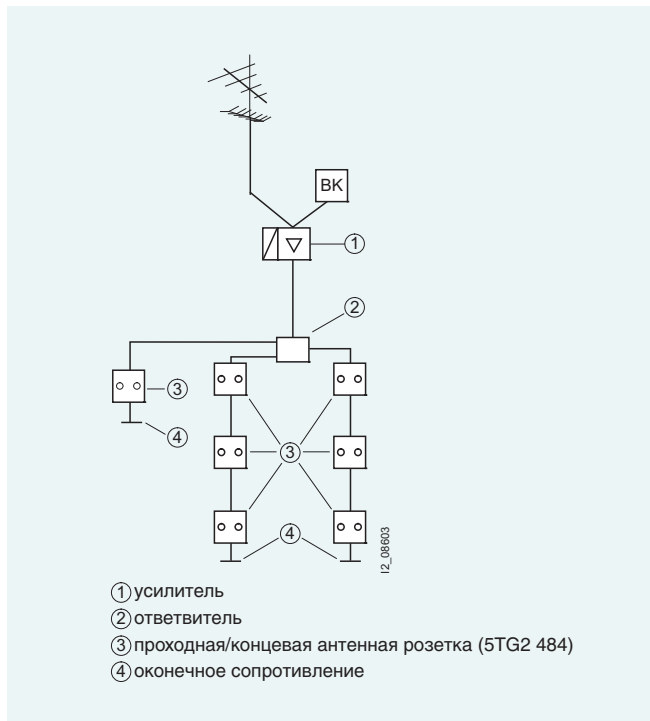 BK
①
②
③
④
③
④
I2_08603
① усилитель
② ответвитель
③ проходная/концевая антенная розетка (5TG2 484)
④ оконечное сопротивление